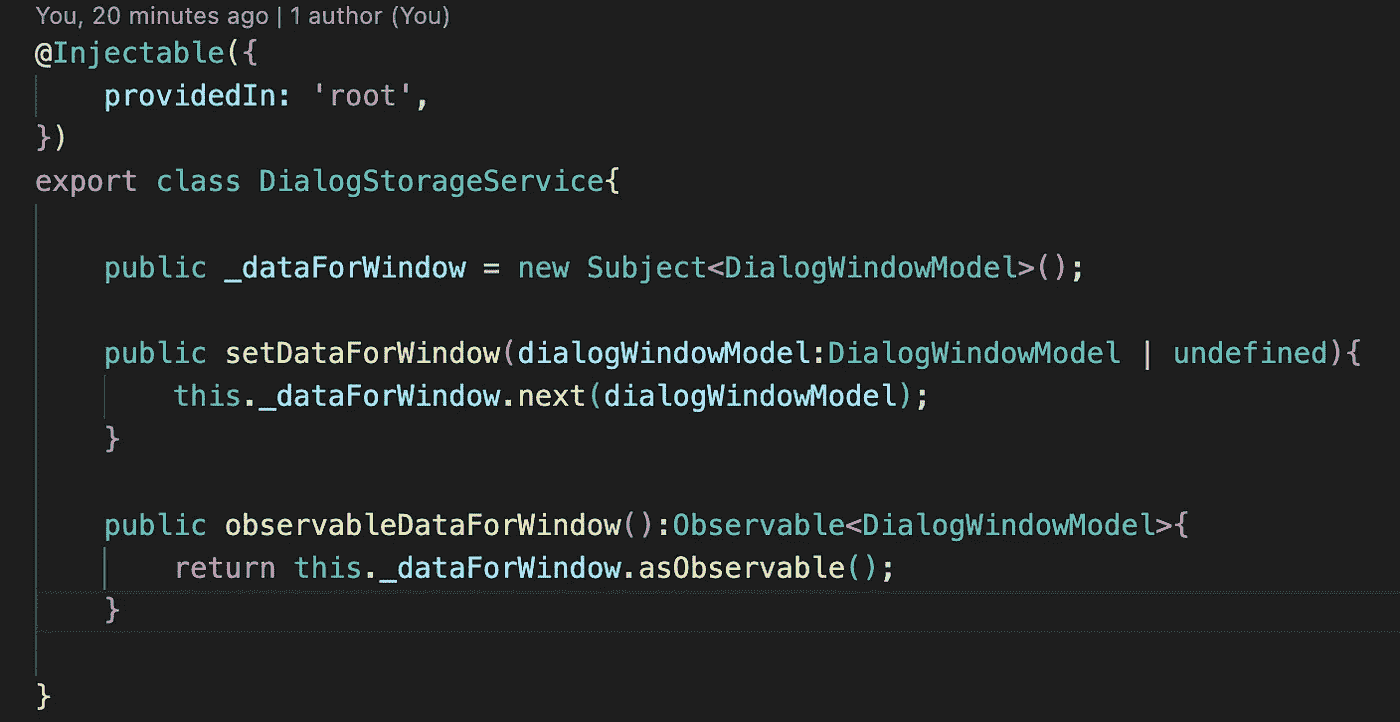 You, 20 minutes ago | 1 author (You)
@Injectable({
    providedIn: 'root',
})
export class DialogStorageService{
    public _dataForWindow = new Subject<DialogWindowModel>();
    public setDataForWindow(dialogWindowModel:DialogWindowModel | undefined){
        this._dataForWindow.next(dialogWindowModel);
    }
    public observableDataForWindow():Observable<DialogWindowModel>{
        return this._dataForWindow.asObservable();
    }
}